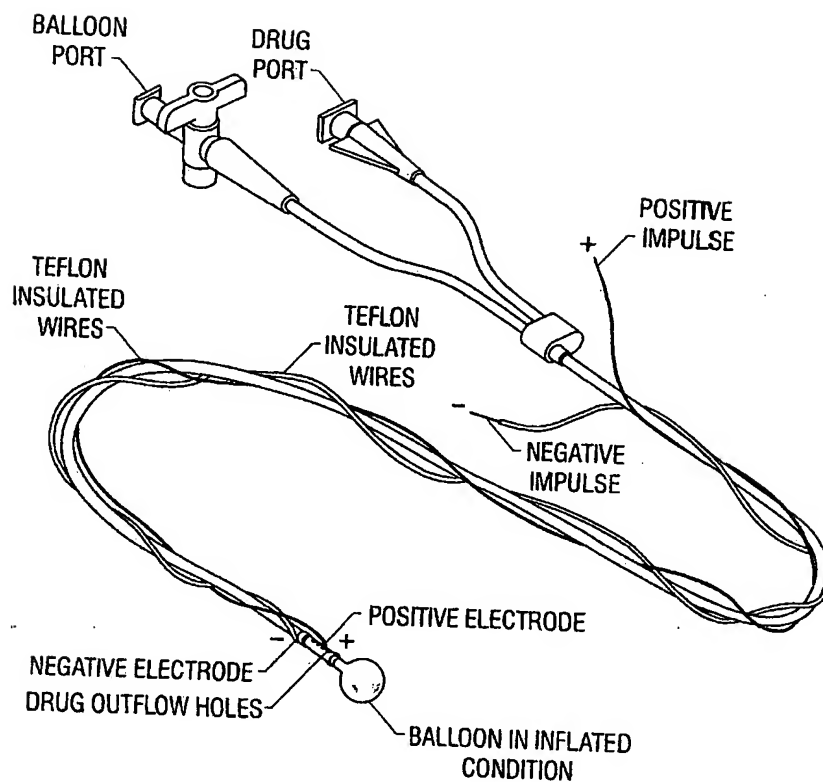 BALLOON
PORT
DRUG
PORT
POSITIVE
IMPULSE
+
TEFLON
INSULATED
WIRES
TEFLON
INSULATED
WIRES
-
NEGATIVE
IMPULSE
POSITIVE ELECTRODE
- +
NEGATIVE ELECTRODE
DRUG OUTFLOW HOLES
BALLOON IN INFLATED
CONDITION